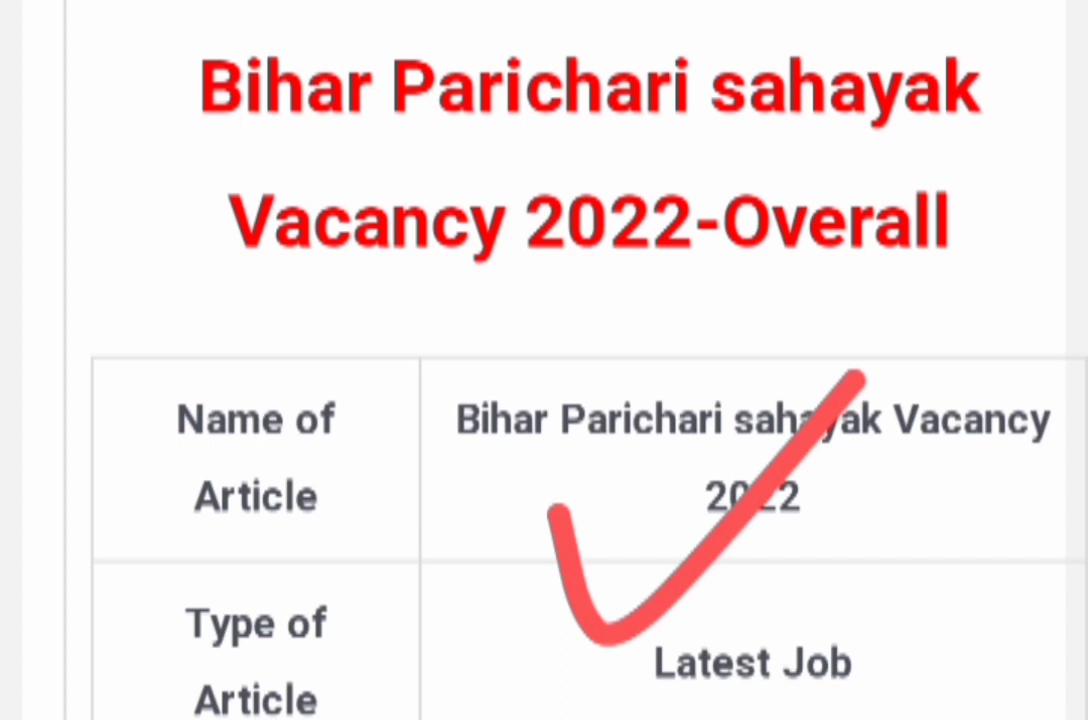 Bihar Parichari sahayak
Vacancy 2022-Overall
Name of
Article
Bihar Parichari sahayak Vacancy
2022
Type of
Article
Latest Job